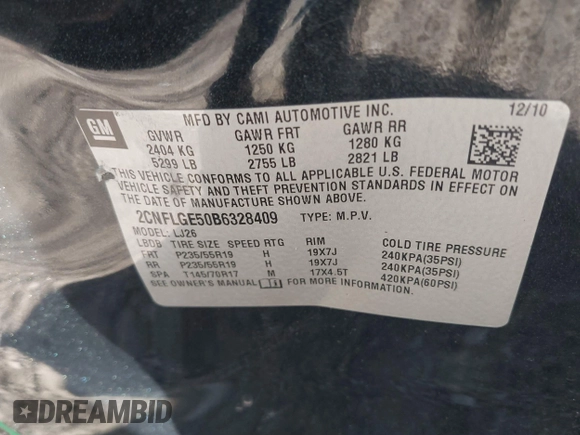 GM
MFD BY CAMI AUTOMOTIVE INC.
12/10
GVWR GAWR FRT GAWR RR
2404 KG 1250 KG 1280 KG
5299 LB 2755 LB 2821 LB
THIS VEHICLE CONFORMS TO ALL APPLICABLE U.S. FEDERAL MOTOR
VEHICLE SAFETY AND THEFT PREVENTION STANDARDS IN EFFECT ON
THE DATE OF MANUFACTURE SHOWN ABOVE.
2CNFLGE50B6328409 TYPE: M.P.V.
MODEL: LJ26
LBDB TIRE SIZE SPEED RTG RIM COLD TIRE PRESSURE
FRT P235/55R19 H 19X7J 240KPA(35PSI)
RR P235/55R19 H 19X7J 240KPA(35PSI)
SPA T145/70R17 M 17X4.5T 420KPA(60PSI)
SEE OWNER'S MANUAL FOR MORE INFORMATION.
DREAMBID